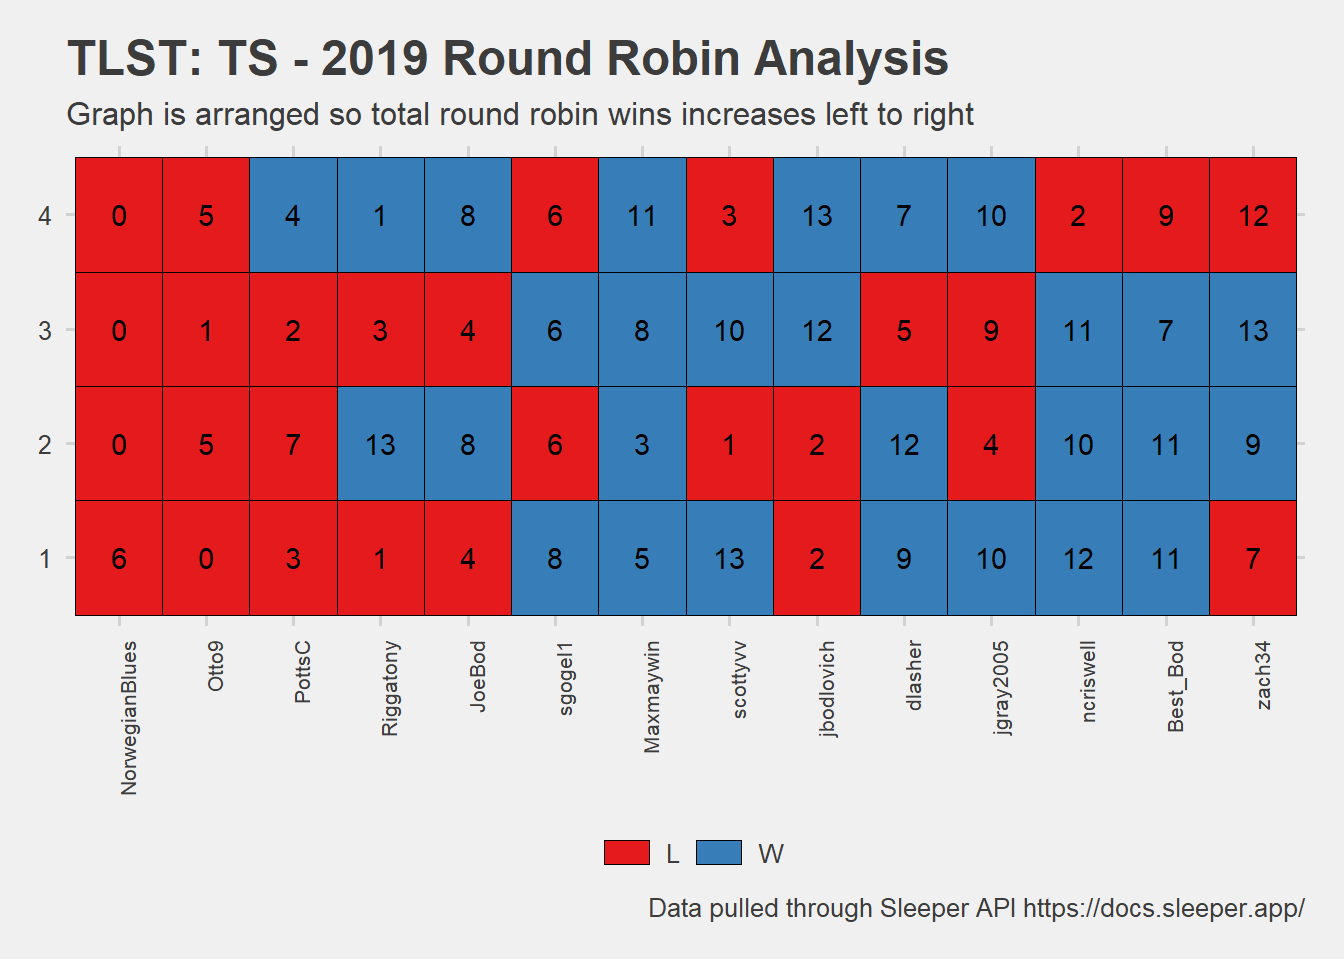 TLST: TS - 2019 Round Robin Analysis
Graph is arranged so total round robin wins increases left to right
4 0 5 4 1 8 6 11 3 13 7 10 2 9 12
3 0 1 2 3 4 6 8 10 12 5 9 11 7 13
2 0 5 7 13 8 6 3 1 2 12 4 10 11 9
1 6 0 3 1 4 8 5 13 2 9 10 12 11 7
NorwegianBlues
Otto9
PottsC
Riggatony
JoeBod
sgogel1
Maxmaywin
scottyvv
jbodlovich
dlasher
jgray2005
ncriswell
Best_Bod
zach34
L W
Data pulled through Sleeper API https://docs.sleeper.app/